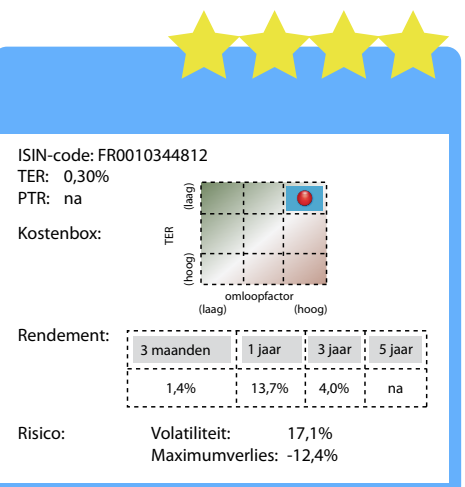 ISIN-code: FR0010344812
TER: 0,30%
PTR: na
Kostenbox:
TER
(laag)
(hoog)
omloopfactor
(laag) (hoog)
Rendement:
3 maanden 1 jaar 3 jaar 5 jaar
1,4% 13,7% 4,0% na
Risico: Volatiliteit: 17,1%
Maximumverlies: -12,4%